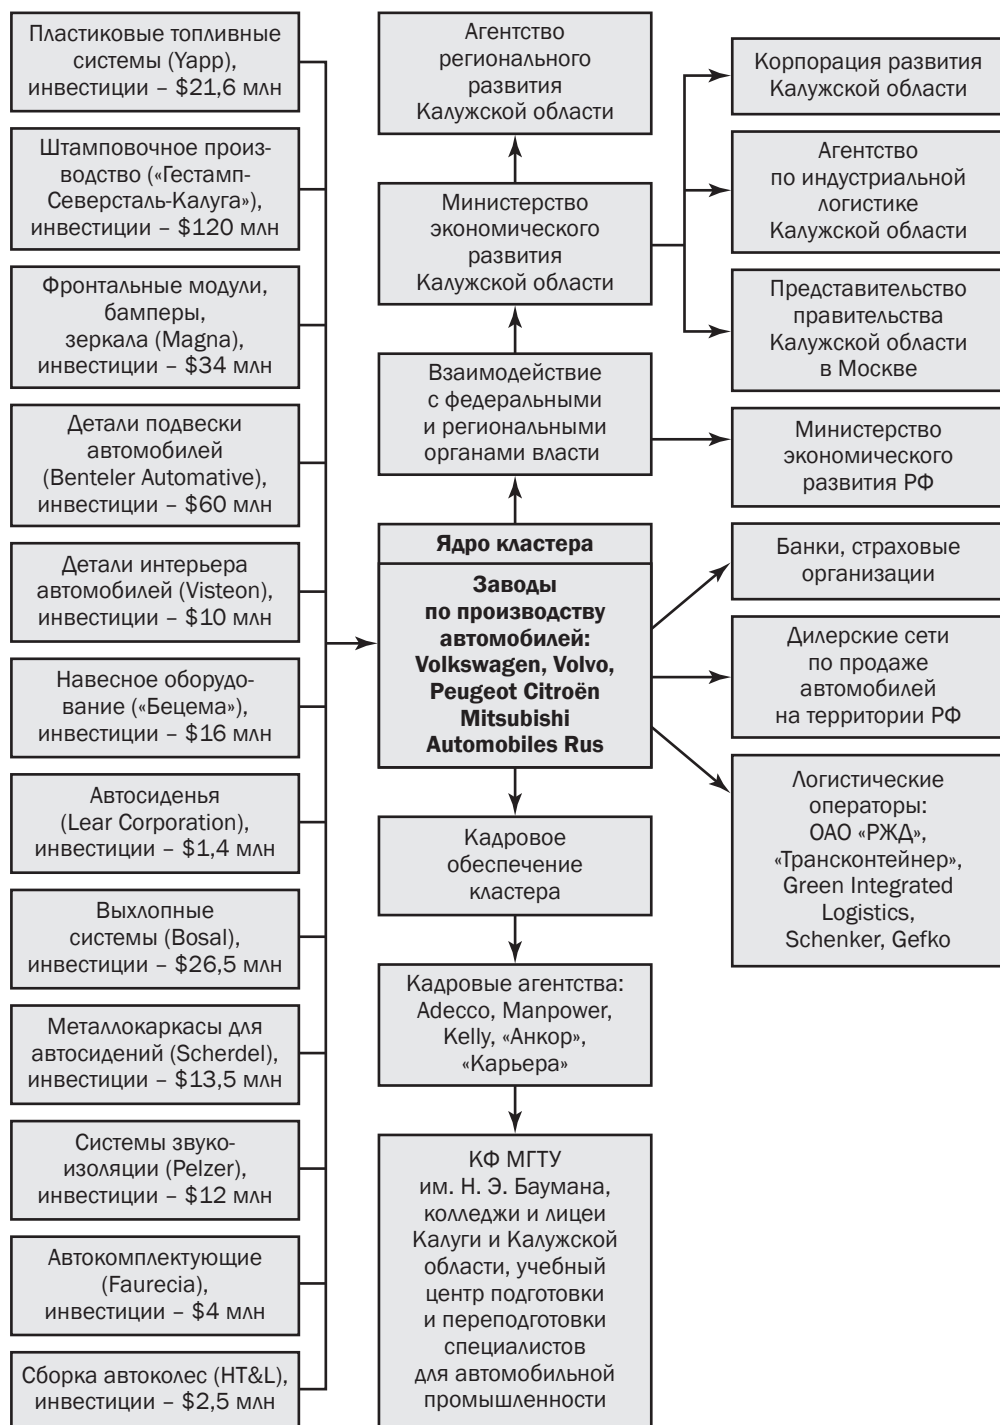 Пластиковые топливные
системы (Yapp),
инвестиции – $21,6 млн
Штамповочное произ-
водство («Гестамп-
Северсталь-Калуга»),
инвестиции – $120 млн
Фронтальные модули,
бамперы,
зеркала (Magna),
инвестиции – $34 млн
Детали подвески
автомобилей
(Benteler Automative),
инвестиции – $60 млн
Детали интерьера
автомобилей (Visteon),
инвестиции – $10 млн
Навесное оборудо-
вание («Бецема»),
инвестиции – $16 млн
Автосиденья
(Lear Corporation),
инвестиции – $1,4 млн
Выхлопные
системы (Bosal),
инвестиции – $26,5 млн
Металлокаркасы для
автосидений (Scherdel),
инвестиции – $13,5 млн
Системы звуко-
изоляции (Pelzer),
инвестиции – $12 млн
Автокомплектующие
(Faurecia),
инвестиции – $4 млн
Сборка автоколес (HT&L),
инвестиции – $2,5 млн
Агентство
регионального
развития
Калужской области
Министерство
экономического
развития
Калужской области
Взаимодействие
с федеральными
и региональными
органами власти
Ядро кластера
Заводы
по производству
автомобилей:
Volkswagen, Volvo,
Peugeot Citroën
Mitsubishi
Automobiles Rus
Кадровое
обеспечение
кластера
Кадровые агентства:
Adecco, Manpower,
Kelly, «Анкор»,
«Карьера»
КФ МГТУ
им. Н. Э. Баумана,
колледжи и лицеи
Калуги и Калужской
области, учебный
центр подготовки
и переподготовки
специалистов
для автомобильной
промышленности
Корпорация развития
Калужской области
Агентство
по индустриальной
логистике
Калужской области
Представительство
правительства
Калужской области
в Москве
Министерство
экономического
развития РФ
Банки, страховые
организации
Дилерские сети
по продаже
автомобилей
на территории РФ
Логистические
операторы:
ОАО «РЖД»,
«Трансконтейнер»,
Green Integrated
Logistics,
Schenker, Gefko